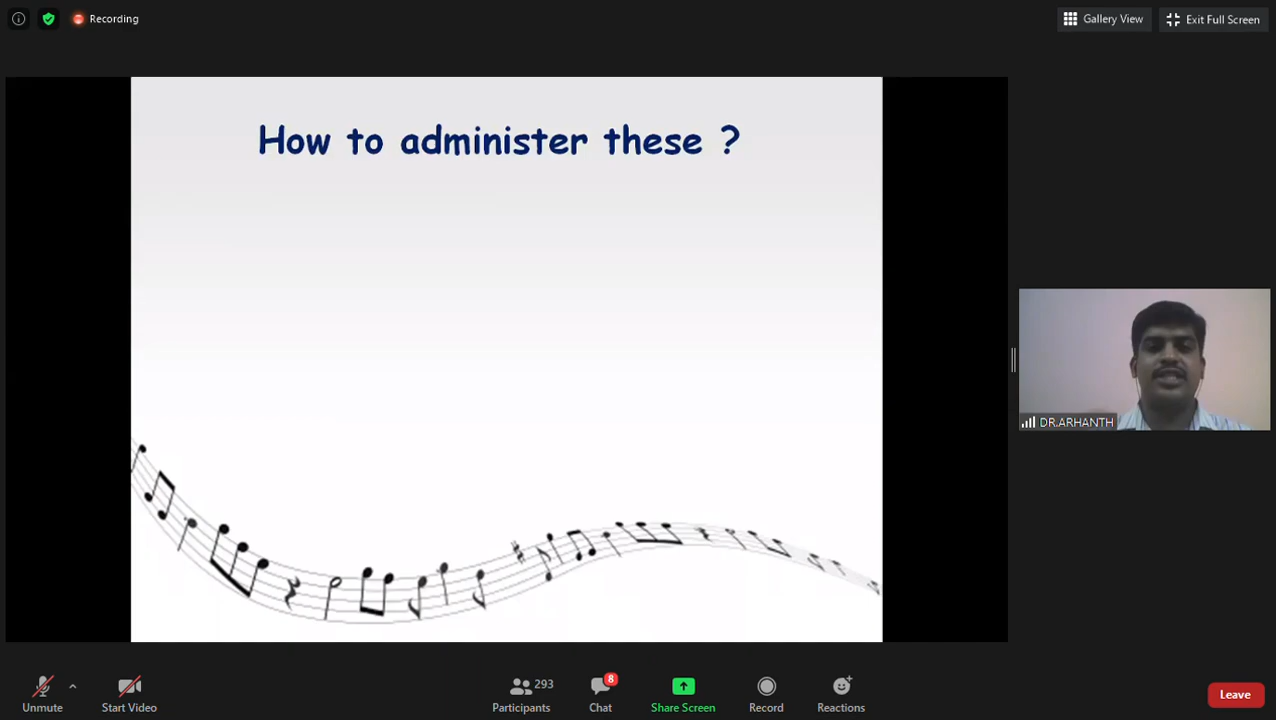 Recording
Gallery View
Exit Full Screen
How to administer these ?
DR.ARHANTH
Unmute
Start Video
293
Participants
8
Chat
Share Screen
Record
Reactions
Leave